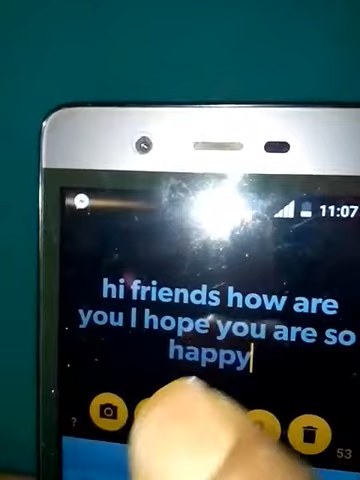 11:07
hi friends how are
you I hope you are so
happy
?
53